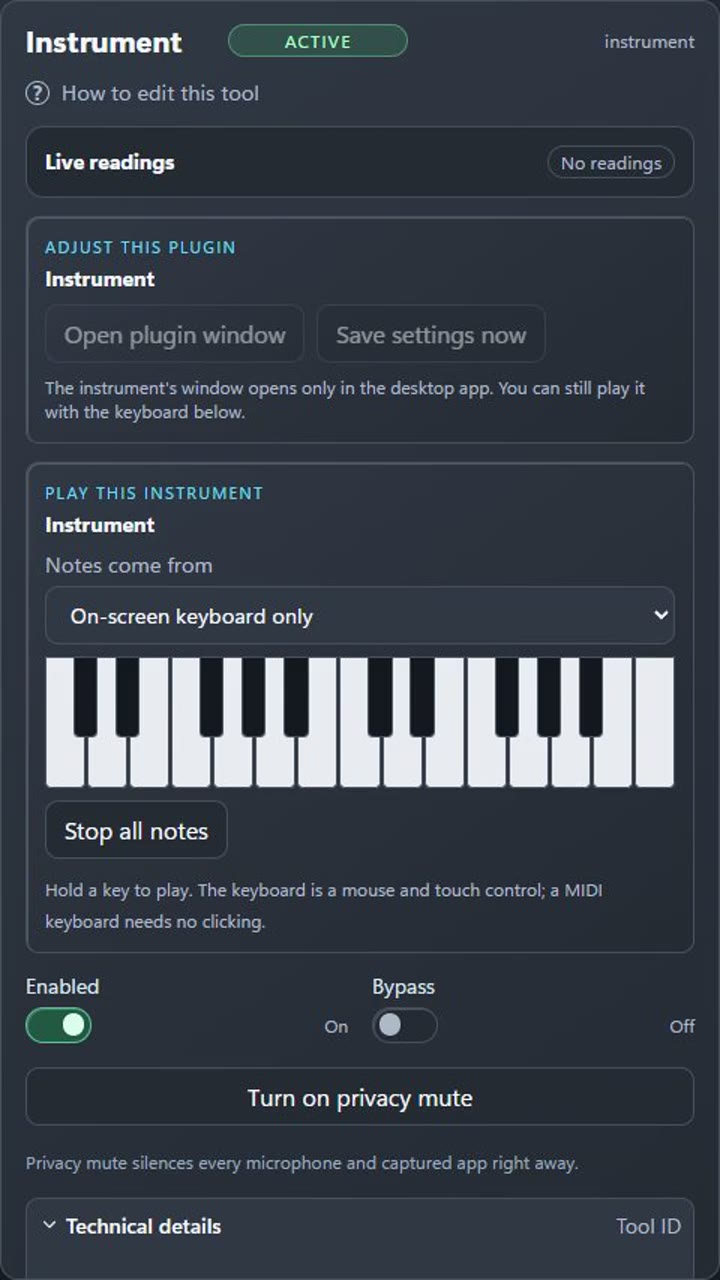 Instrument
ACTIVE
instrument
? How to edit this tool
Live readings
No readings
ADJUST THIS PLUGIN
Instrument
Open plugin window
Save settings now
The instrument's window opens only in the desktop app. You can still play it
with the keyboard below.
PLAY THIS INSTRUMENT
Instrument
Notes come from
On-screen keyboard only
Stop all notes
Hold a key to play. The keyboard is a mouse and touch control; a MIDI
keyboard needs no clicking.
Enabled
On
Bypass
Off
Turn on privacy mute
Privacy mute silences every microphone and captured app right away.
Technical details
Tool ID